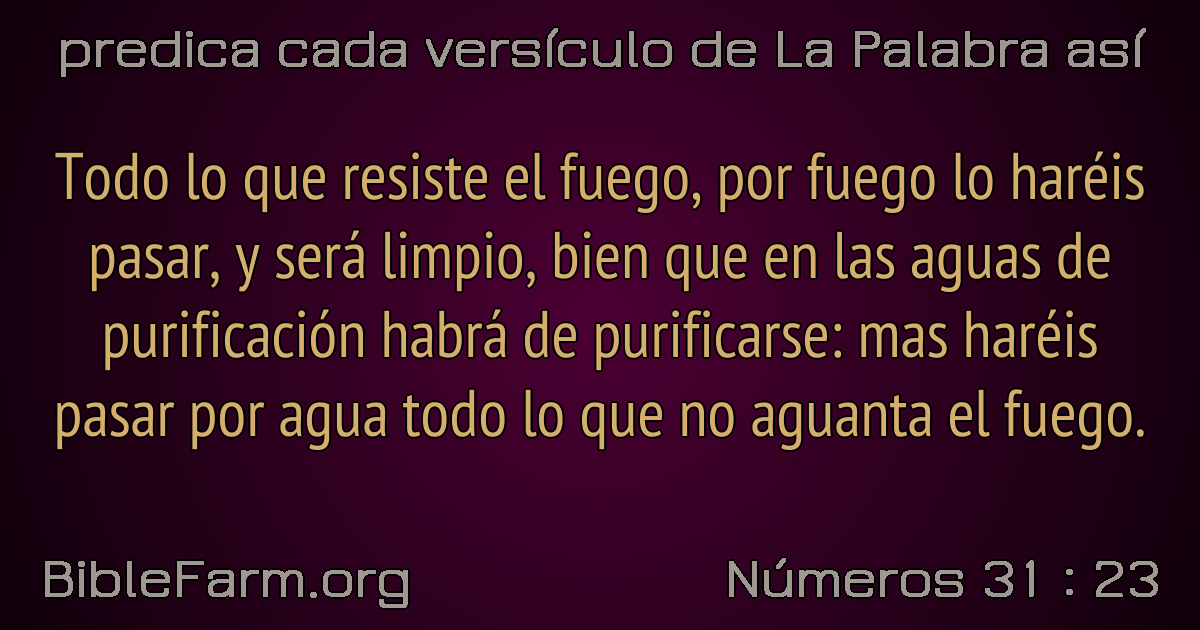 predica cada versículo de La Palabra así
Todo lo que resiste el fuego, por fuego lo haréis
pasar, y será limpio, bien que en las aguas de
purificación habrá de purificarse: mas haréis
pasar por agua todo lo que no aguanta el fuego.
BibleFarm.org
Números 31 : 23